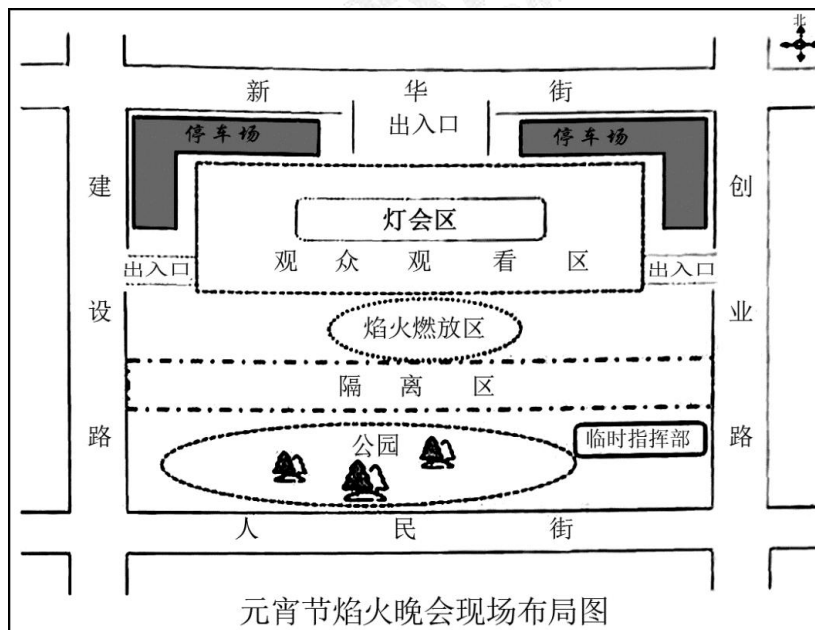 北
新华街
停车场
出入口
停车场
建设路
创业路
灯会区
观众观看区
出入口
出入口
焰火燃放区
隔离区
公园
临时指挥部
人民街
元宵节焰火晚会现场布局图